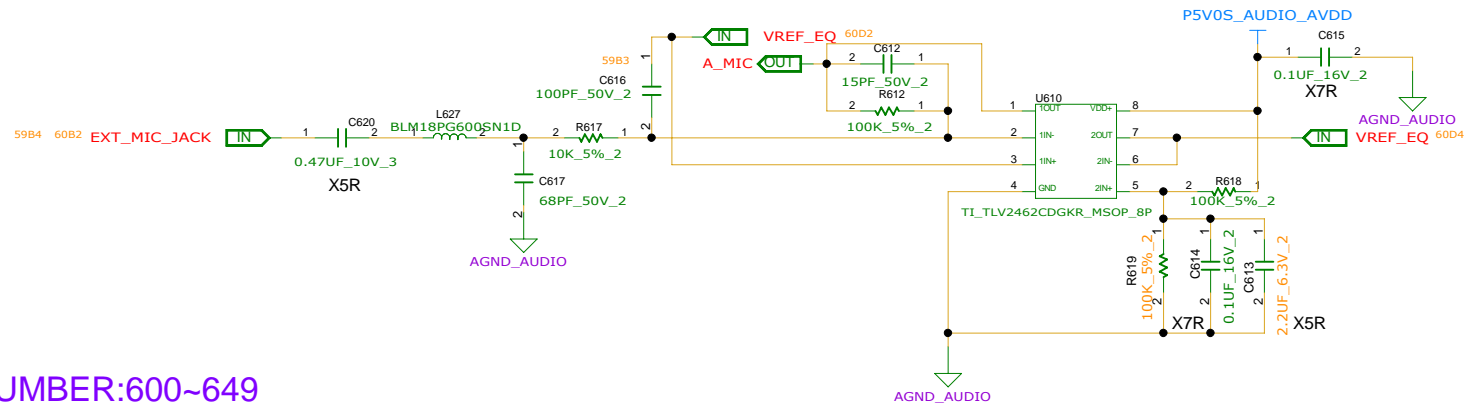 P5V0S_AUDIO_AVDD
IN VREF_EQ 60D2
A_MIC OUT
C612
2 1
15PF_50V_2
C615
1 2
0.1UF_16V_2
X7R
AGND_AUDIO
59B3
1
C616
100PF_50V_2
2
R612
2 1
100K_5%_2
U610
1 1OUT VDD+ 8
2 1IN- 2OUT 7
3 1IN+ 2IN- 6
4 GND 2IN+ 5
TI_TLV2462CDGKR_MSOP_8P
59B4 60B2 EXT_MIC_JACK IN
C620
1 2
0.47UF_10V_3
X5R
L627
BLM18PG600SN1D
1 2
R617
2 1
10K_5%_2
1
C617
68PF_50V_2
2
AGND_AUDIO
IN VREF_EQ 60D4
R618
2 1
100K_5%_2
1
R619
100K_5%_2
2
1
C614
0.1UF_16V_2
2
X7R
1
C613
2.2UF_6.3V_2
2
X5R
AGND_AUDIO
UMBER:600~649